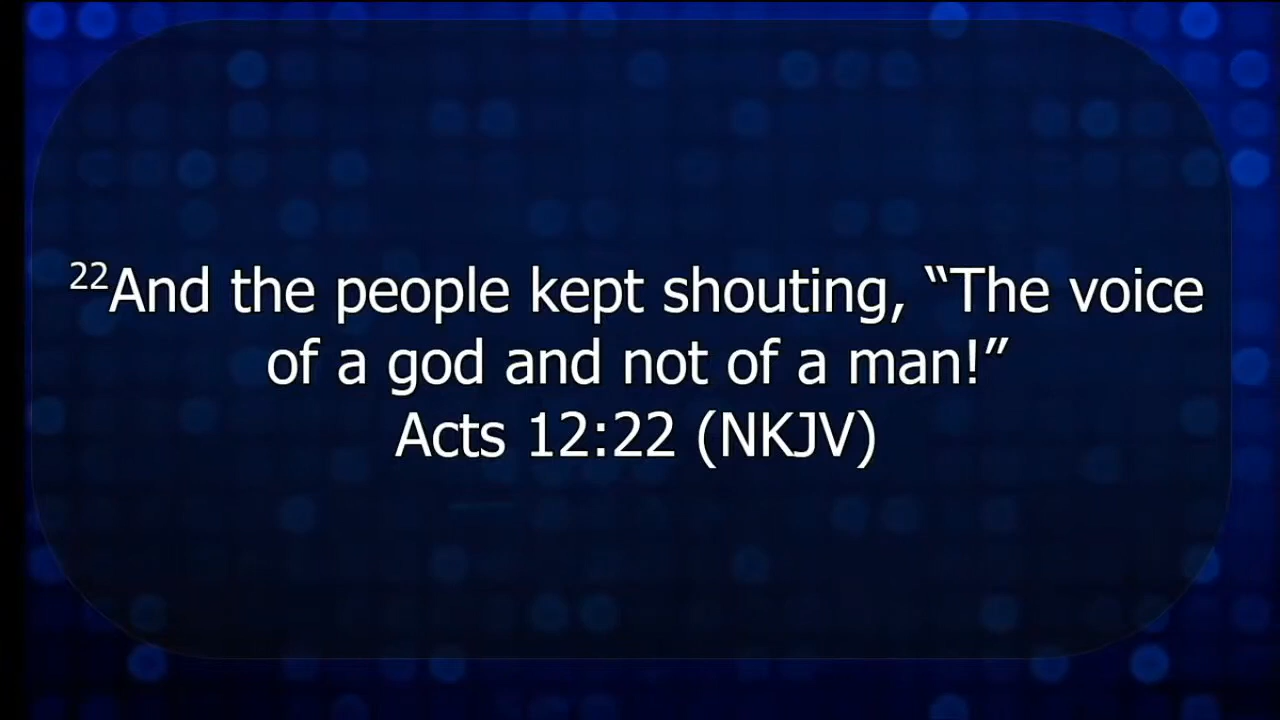 ²²And the people kept shouting, “The voice
of a god and not of a man!”
Acts 12:22 (NKJV)